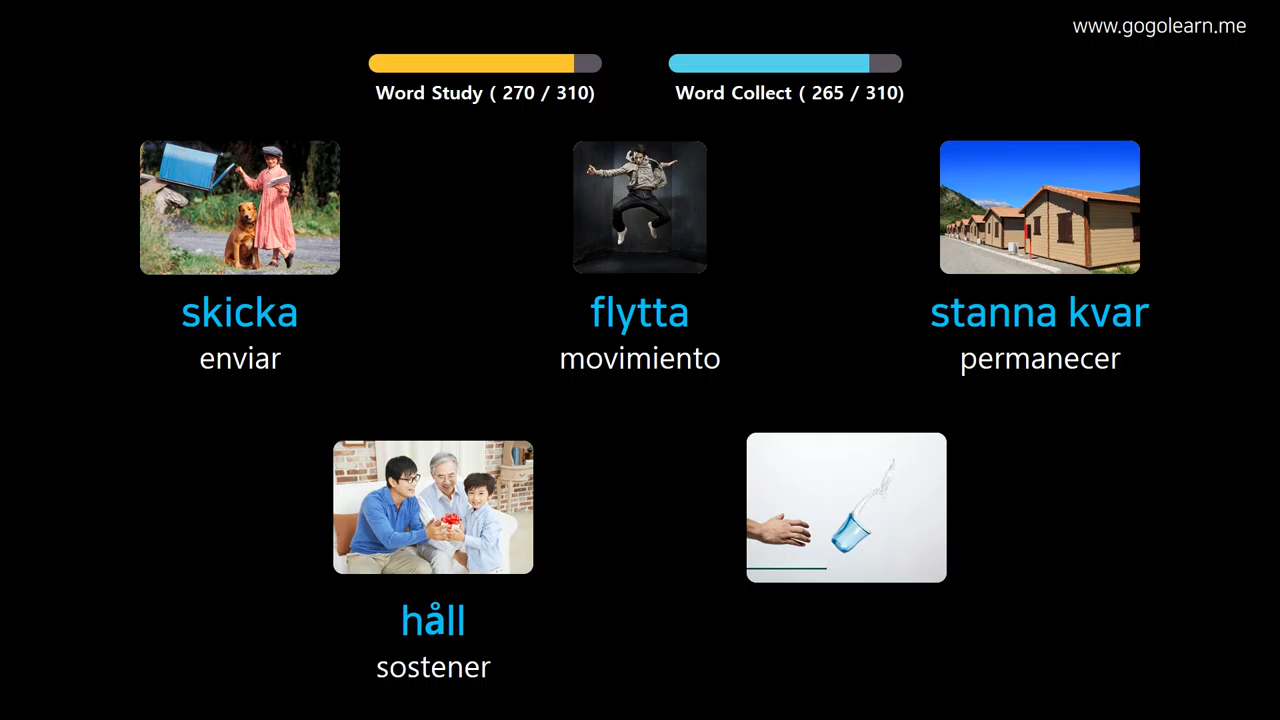 www.gogolearn.me
Word Study ( 270 / 310)
Word Collect ( 265 / 310)
skicka
enviar
flytta
movimiento
stanna kvar
permanecer
håll
sostener